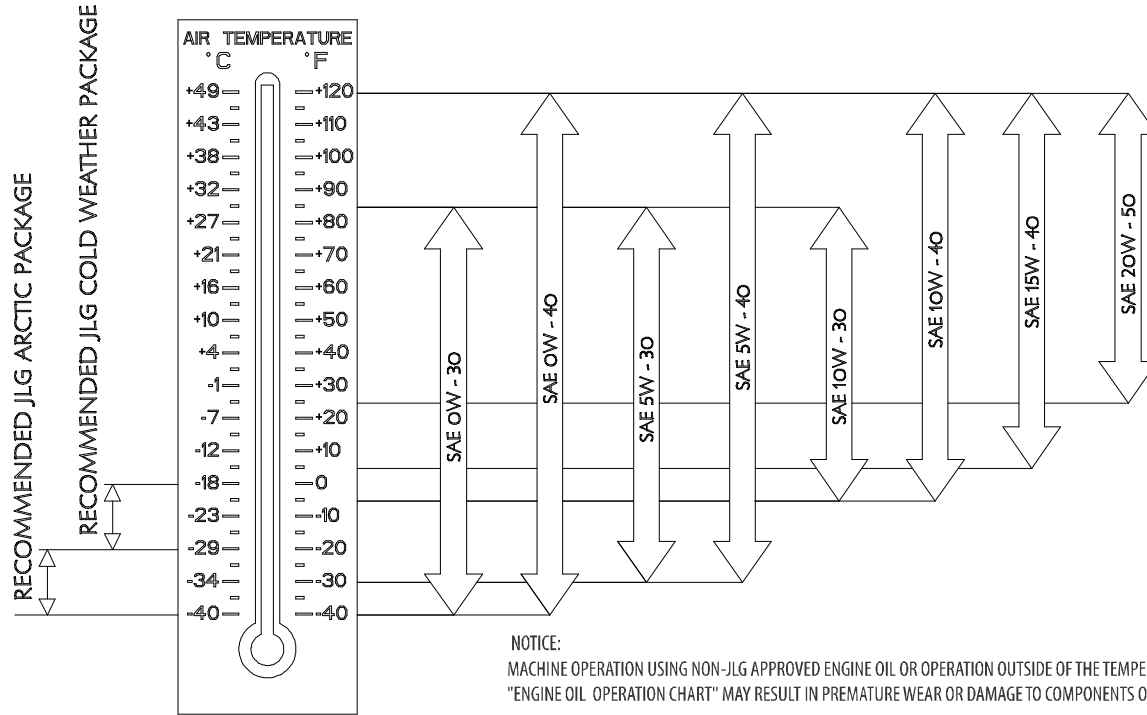 RECOMMENDED JLG ARCTIC PACKAGE
RECOMMENDED JLG COLD WEATHER PACKAGE
AIR TEMPERATURE
°C °F
+49 +120
+43 +110
+38 +100
+32 +90
+27 +80
+21 +70
+16 +60
+10 +50
+4 +40
-1 +30
-7 +20
-12 +10
-18 0
-23 -10
-29 -20
-34 -30
-40 -40
SAE 0W - 30
SAE 0W - 40
SAE 5W - 30
SAE 5W - 40
SAE 10W - 30
SAE 10W - 40
SAE 15W - 40
SAE 20W - 50
NOTICE:
MACHINE OPERATION USING NON-JLG APPROVED ENGINE OIL OR OPERATION OUTSIDE OF THE TEMPE
"ENGINE OIL OPERATION CHART" MAY RESULT IN PREMATURE WEAR OR DAMAGE TO COMPONENTS O